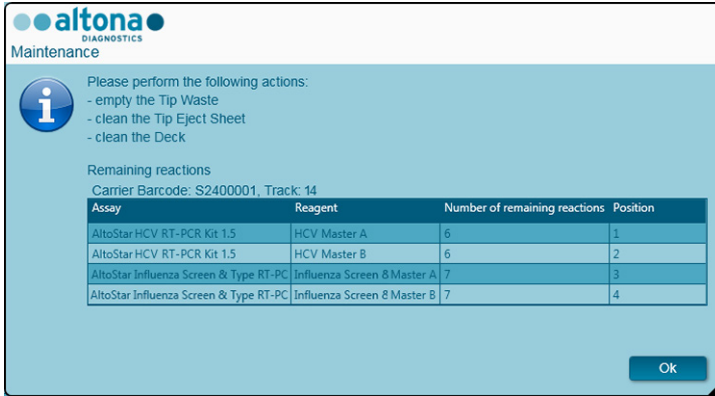 altona
DIAGNOSTICS
Maintenance
Please perform the following actions:
- empty the Tip Waste
- clean the Tip Eject Sheet
- clean the Deck
Remaining reactions
Carrier Barcode: S2400001, Track: 14
Assay Reagent Number of remaining reactions Position
AltoStar HCV RT-PCR Kit 1.5 HCV Master A 6 1
AltoStar HCV RT-PCR Kit 1.5 HCV Master B 6 2
AltoStar Influenza Screen & Type RT-PC Influenza Screen & Master A 7 3
AltoStar Influenza Screen & Type RT-PC Influenza Screen & Master B 7 4
Ok